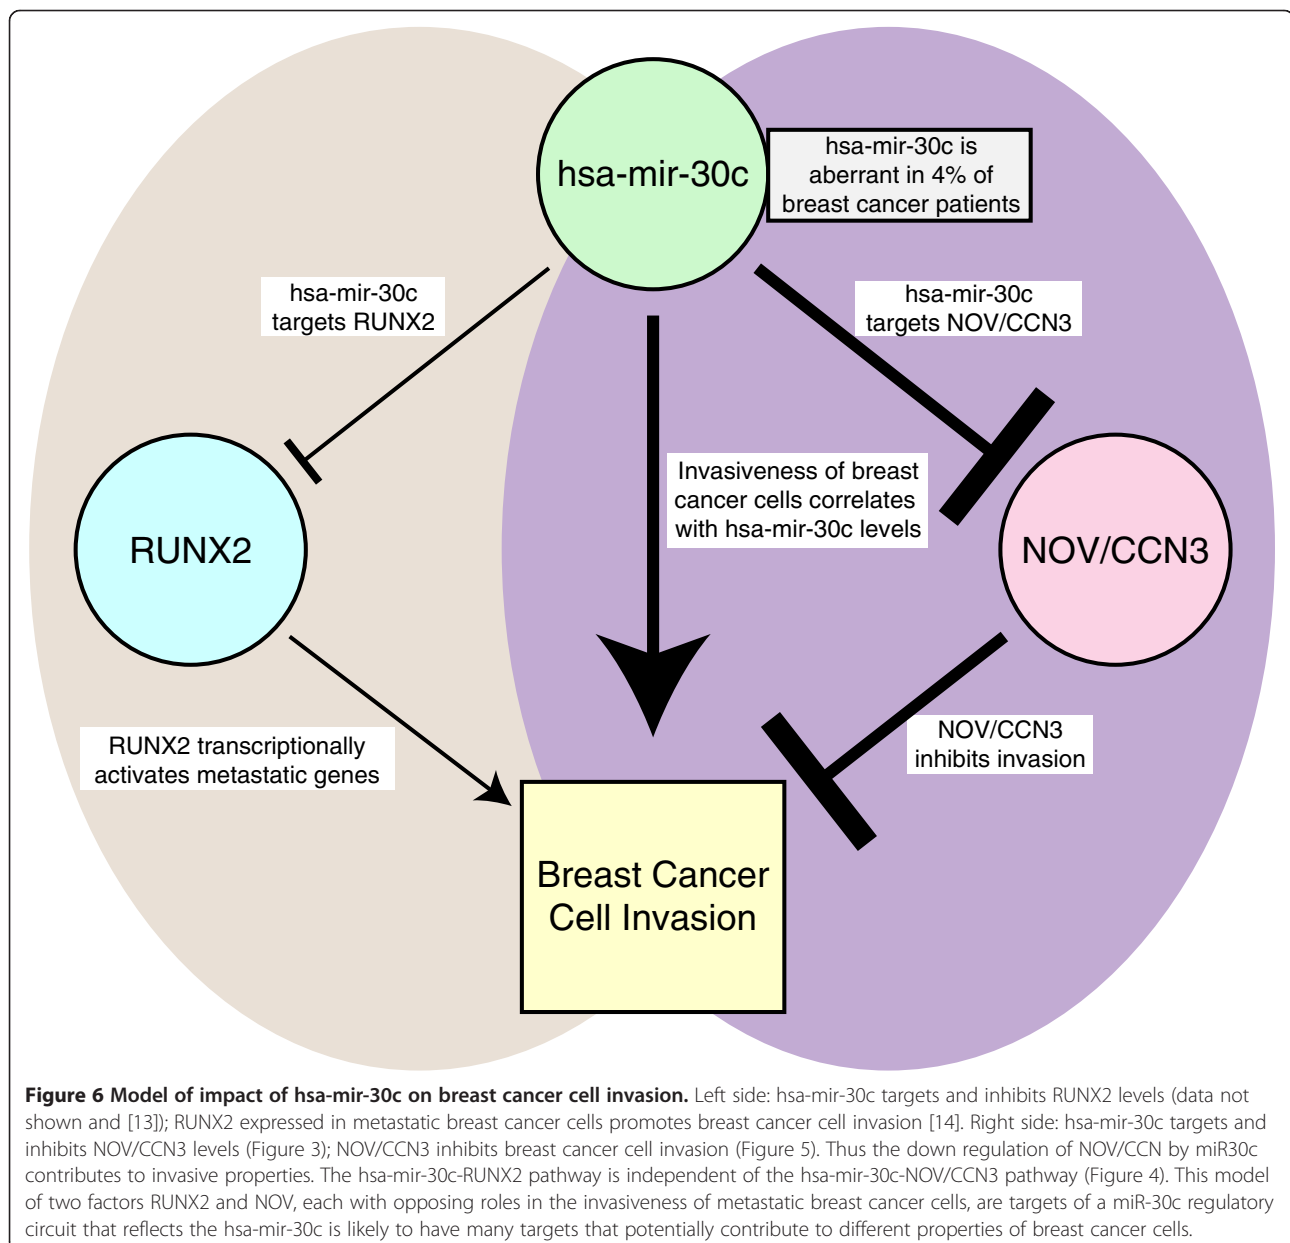 hsa-mir-30c
hsa-mir-30c is
aberrant in 4% of
breast cancer patients
hsa-mir-30c
targets RUNX2
hsa-mir-30c
targets NOV/CCN3
Invasiveness of breast
cancer cells correlates
with hsa-mir-30c levels
RUNX2
NOV/CCN3
RUNX2 transcriptionally
activates metastatic genes
NOV/CCN3
inhibits invasion
Breast Cancer
Cell Invasion
Figure 6 Model of impact of hsa-mir-30c on breast cancer cell invasion. Left side: hsa-mir-30c targets and inhibits RUNX2 levels (data not
shown and [13]); RUNX2 expressed in metastatic breast cancer cells promotes breast cancer cell invasion [14]. Right side: hsa-mir-30c targets and
inhibits NOV/CCN3 levels (Figure 3); NOV/CCN3 inhibits breast cancer cell invasion (Figure 5). Thus the down regulation of NOV/CCN by miR30c
contributes to invasive properties. The hsa-mir-30c-RUNX2 pathway is independent of the hsa-mir-30c-NOV/CCN3 pathway (Figure 4). This model
of two factors RUNX2 and NOV, each with opposing roles in the invasiveness of metastatic breast cancer cells, are targets of a miR-30c regulatory
circuit that reflects the hsa-mir-30c is likely to have many targets that potentially contribute to different properties of breast cancer cells.